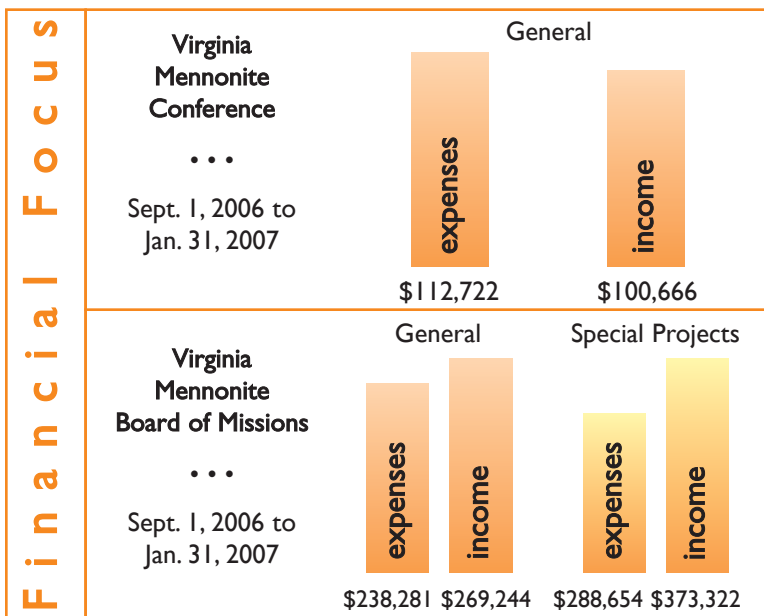 Financial Focus
Virginia
Mennonite
Conference
...
Sept. 1, 2006 to
Jan. 31, 2007
General
expenses
income
$112,722
$100,666
Virginia
Mennonite
Board of Missions
...
Sept. 1, 2006 to
Jan. 31, 2007
General
expenses
income
$238,281 $269,244
Special Projects
expenses
income
$288,654 $373,322